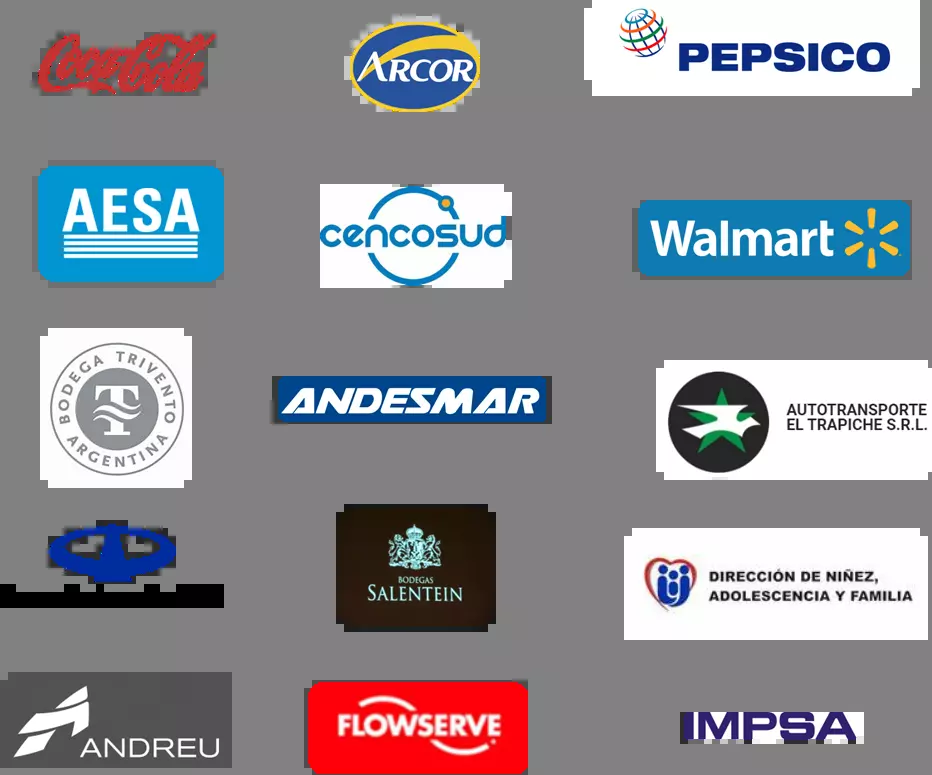 Coca-Cola
ARCOR
PEPSICO
AESA
cencosud
Walmart
BODEGA TRIVENTO
ARGENTINA
T
ANDESMAR
AUTOTRANSPORTE
EL TRAPICHE S.R.L.
BODEGAS
SALENTEIN
DIRECCIÓN DE NIÑEZ,
ADOLESCENCIA Y FAMILIA
ANDREU
FLOWSERVE
IMPSA